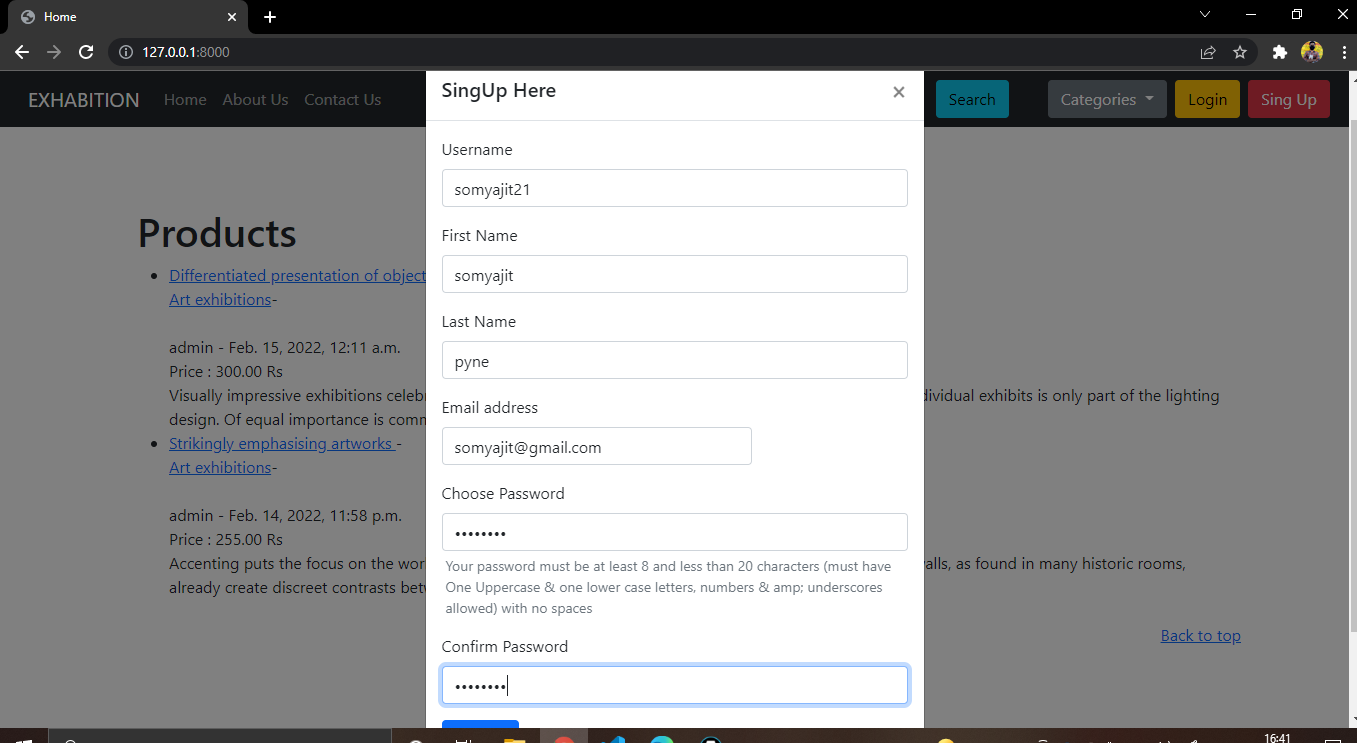 Home
127.0.0.1:8000
EXHABITION Home About Us Contact Us
SingUp Here ×
Search Categories Login Sing Up
Username
somyajit21
First Name
somyajit
Last Name
pyne
Email address
somyajit@gmail.com
Choose Password
••••••••
Your password must be at least 8 and less than 20 characters (must have
One Uppercase & one lower case letters, numbers & amp; underscores
allowed) with no spaces
Confirm Password
••••••••
Products
Differentiated presentation of object
Art exhibitions-
admin - Feb. 15, 2022, 12:11 a.m.
Price : 300.00 Rs
Visually impressive exhibitions celeb dividual exhibits is only part of the lighting
design. Of equal importance is comm
Strikingly emphasising artworks -
Art exhibitions-
admin - Feb. 14, 2022, 11:58 p.m.
Price : 255.00 Rs
Accenting puts the focus on the wor alls, as found in many historic rooms,
already create discreet contrasts bet
Back to top
16:41